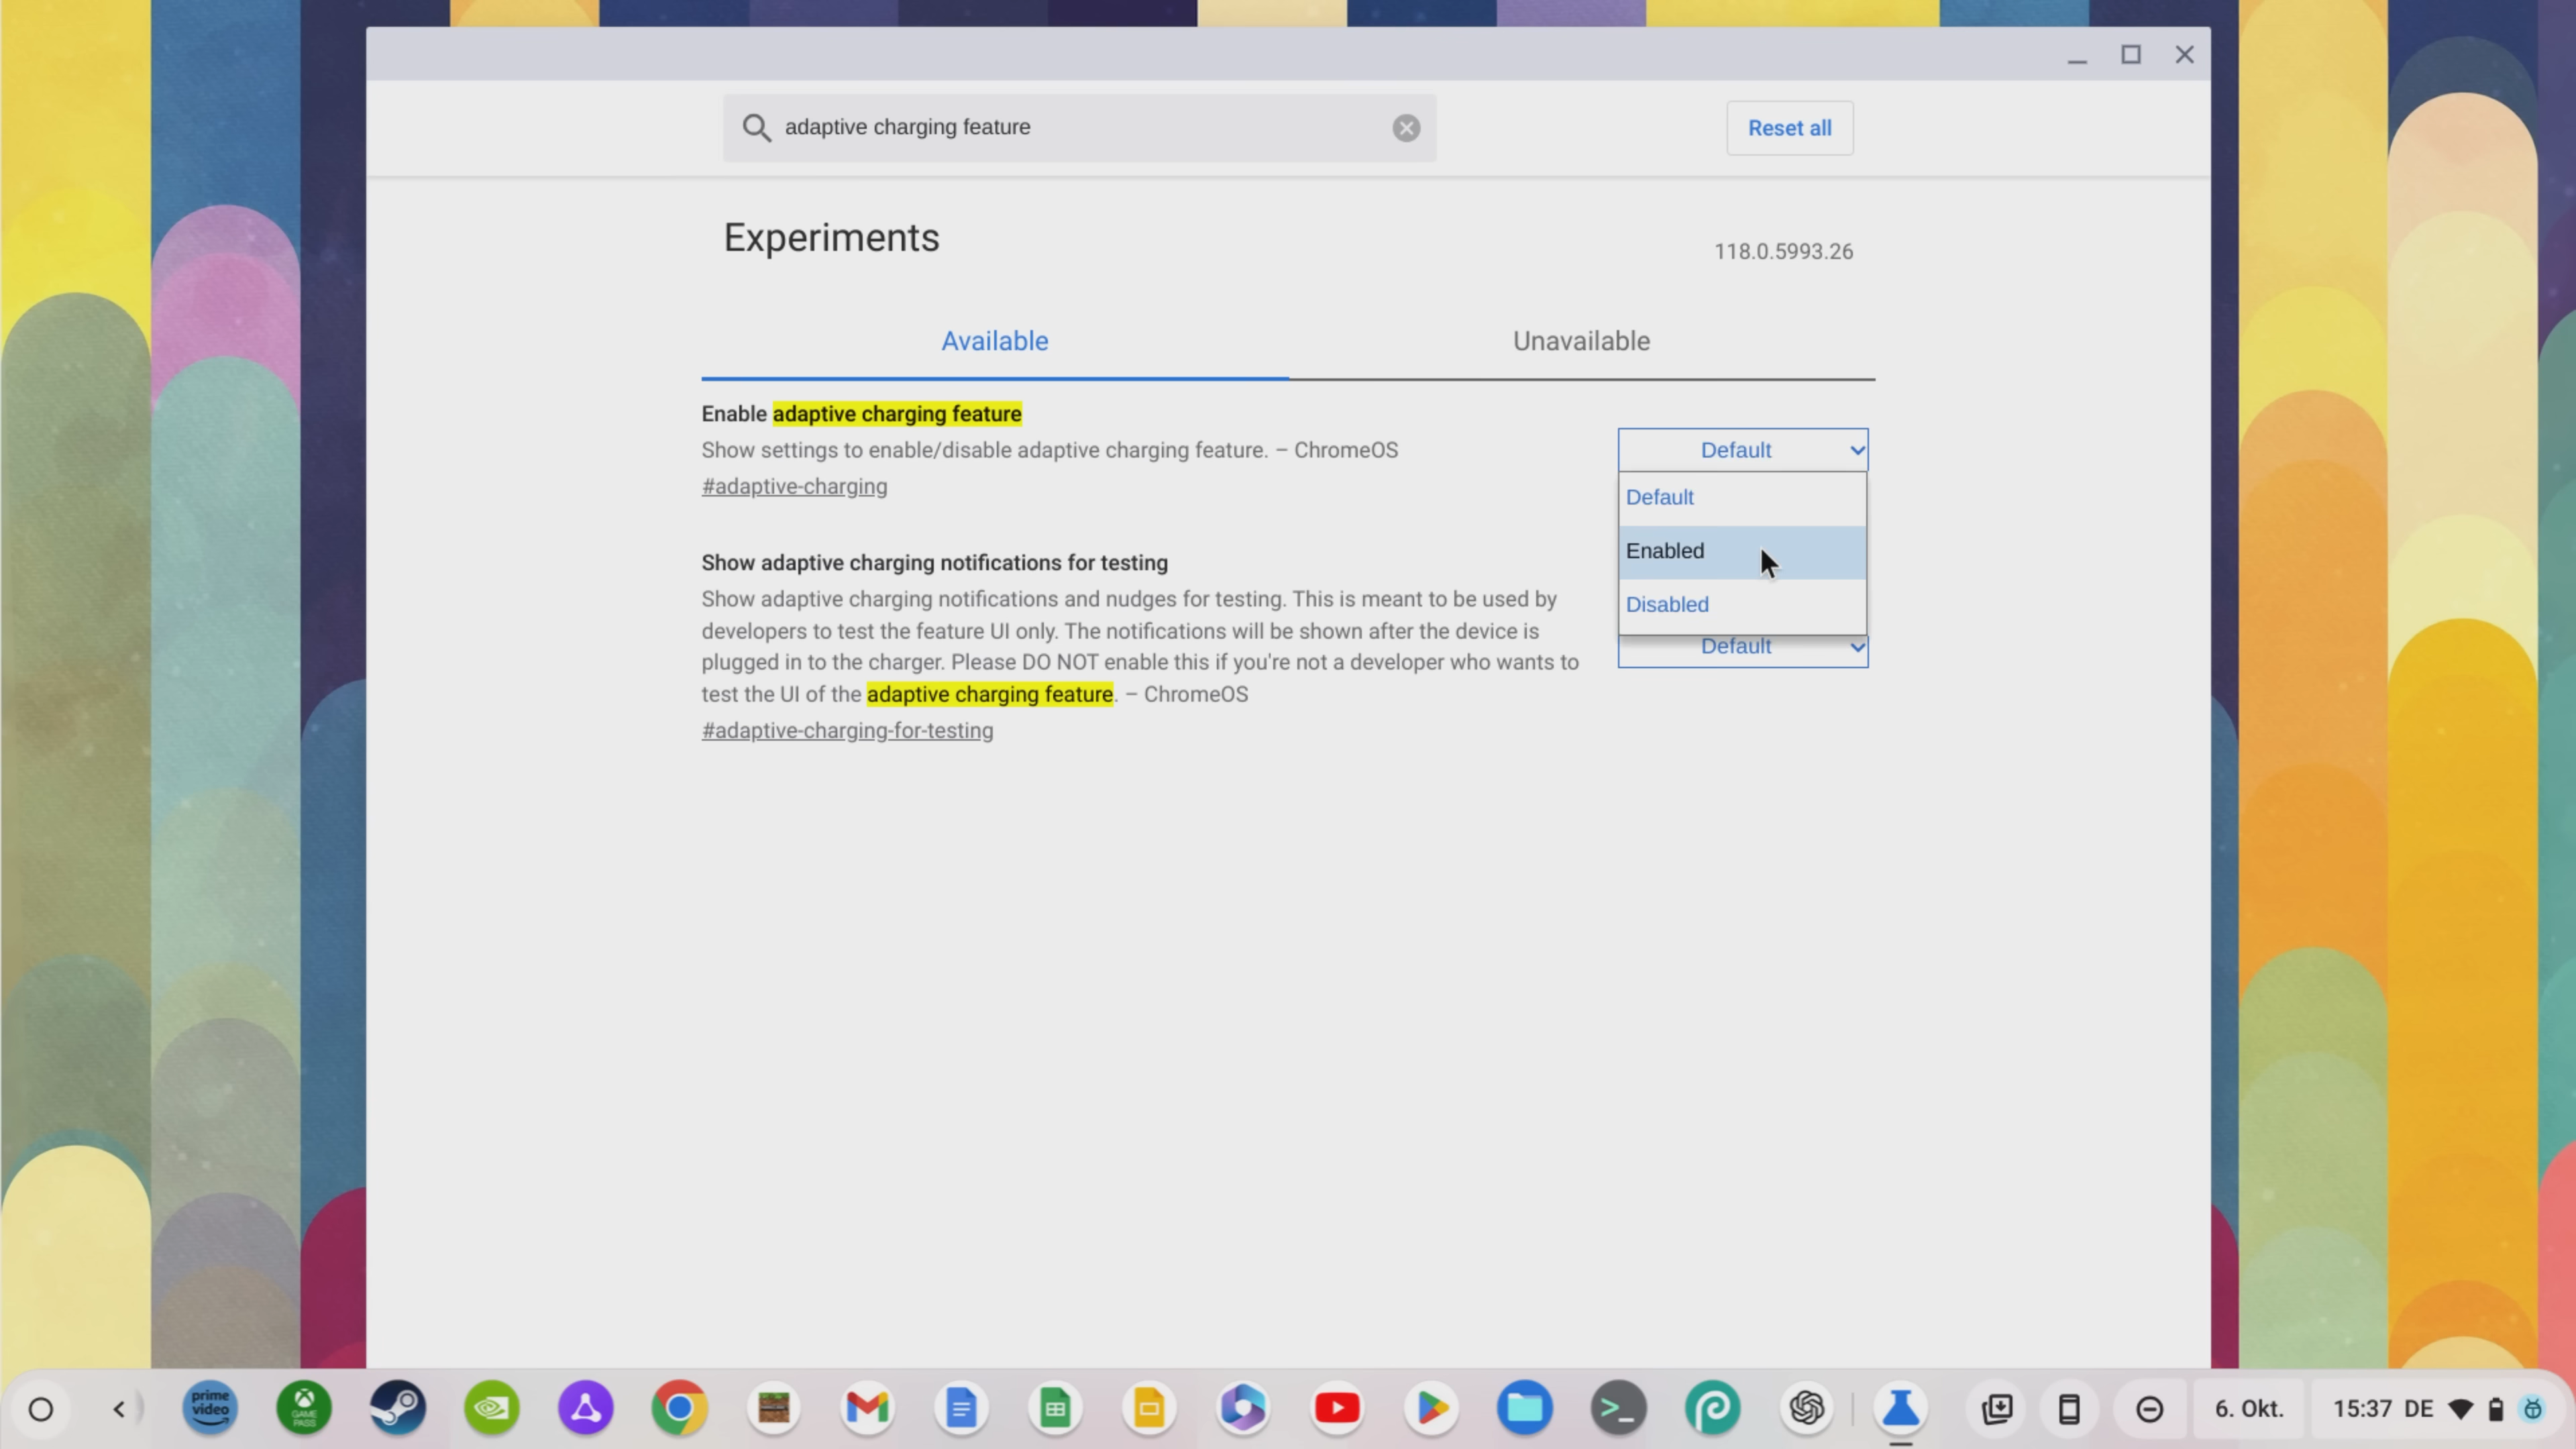 adaptive charging feature
Reset all
Experiments
118.0.5993.26
Available
Unavailable
Enable adaptive charging feature
Show settings to enable/disable adaptive charging feature. – ChromeOS
#adaptive-charging
Default
Default
Enabled
Disabled
Show adaptive charging notifications for testing
Show adaptive charging notifications and nudges for testing. This is meant to be used by
developers to test the feature UI only. The notifications will be shown after the device is
plugged in to the charger. Please DO NOT enable this if you're not a developer who wants to
test the UI of the adaptive charging feature. – ChromeOS
#adaptive-charging-for-testing
Default
prime video
GAME PASS
6. Okt.
15:37 DE